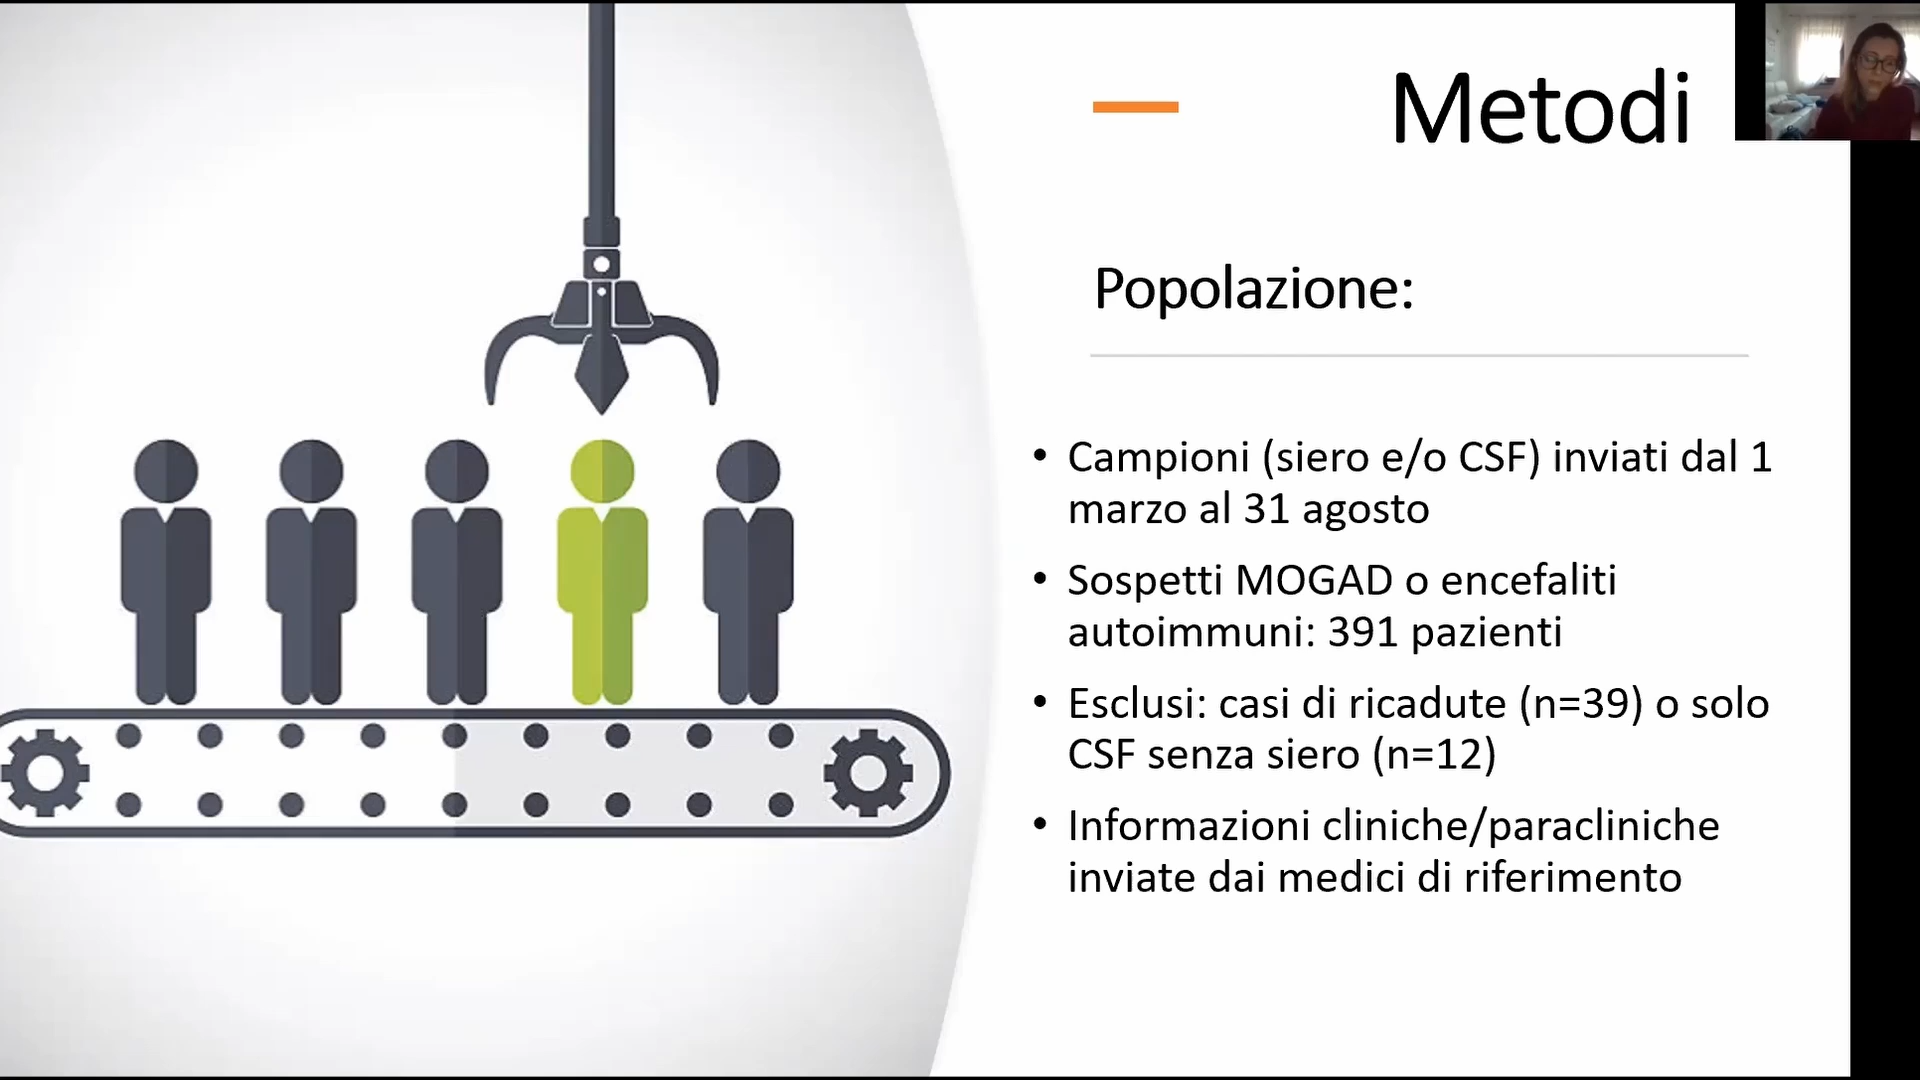 Metodi
Popolazione:
• Campioni (siero e/o CSF) inviati dal 1
marzo al 31 agosto
• Sospetti MOGAD o encefaliti
autoimmuni: 391 pazienti
• Esclusi: casi di ricadute (n=39) o solo
CSF senza siero (n=12)
• Informazioni cliniche/paracliniche
inviate dai medici di riferimento